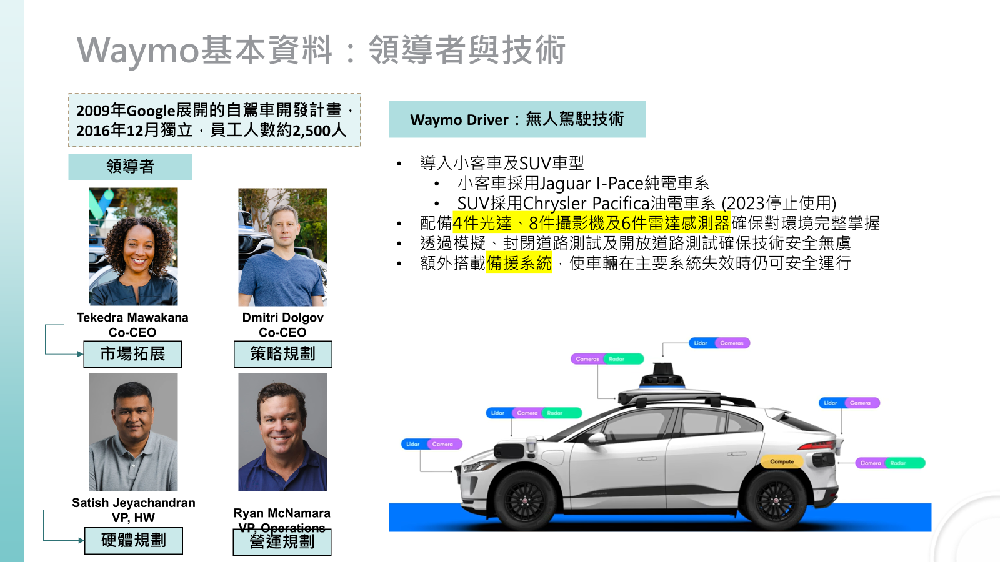 Waymo基本資料：領導者與技術
2009年Google展開的自駕車開發計畫，
2016年12月獨立，員工人數約2,500人
領導者
Tekedra Mawakana
Co-CEO
市場拓展
Dmitri Dolgov
Co-CEO
策略規劃
Satish Jeyachandran
VP, HW
硬體規劃
Ryan McNamara
VP, Operations
營運規劃
Waymo Driver：無人駕駛技術
• 導入小客車及SUV車型
• 小客車採用Jaguar I-Pace純電車系
• SUV採用Chrysler Pacifica油電車系 (2023停止使用)
• 配備4件光達、8件攝影機及6件雷達感測器確保對環境完整掌握
• 透過模擬、封閉道路測試及開放道路測試確保技術安全無虞
• 額外搭載備援系統，使車輛在主要系統失效時仍可安全運行
Lidar Cameras
Cameras Radar
Lidar Camera
Lidar Camera Radar
Lidar Camera
Compute
Camera Radar